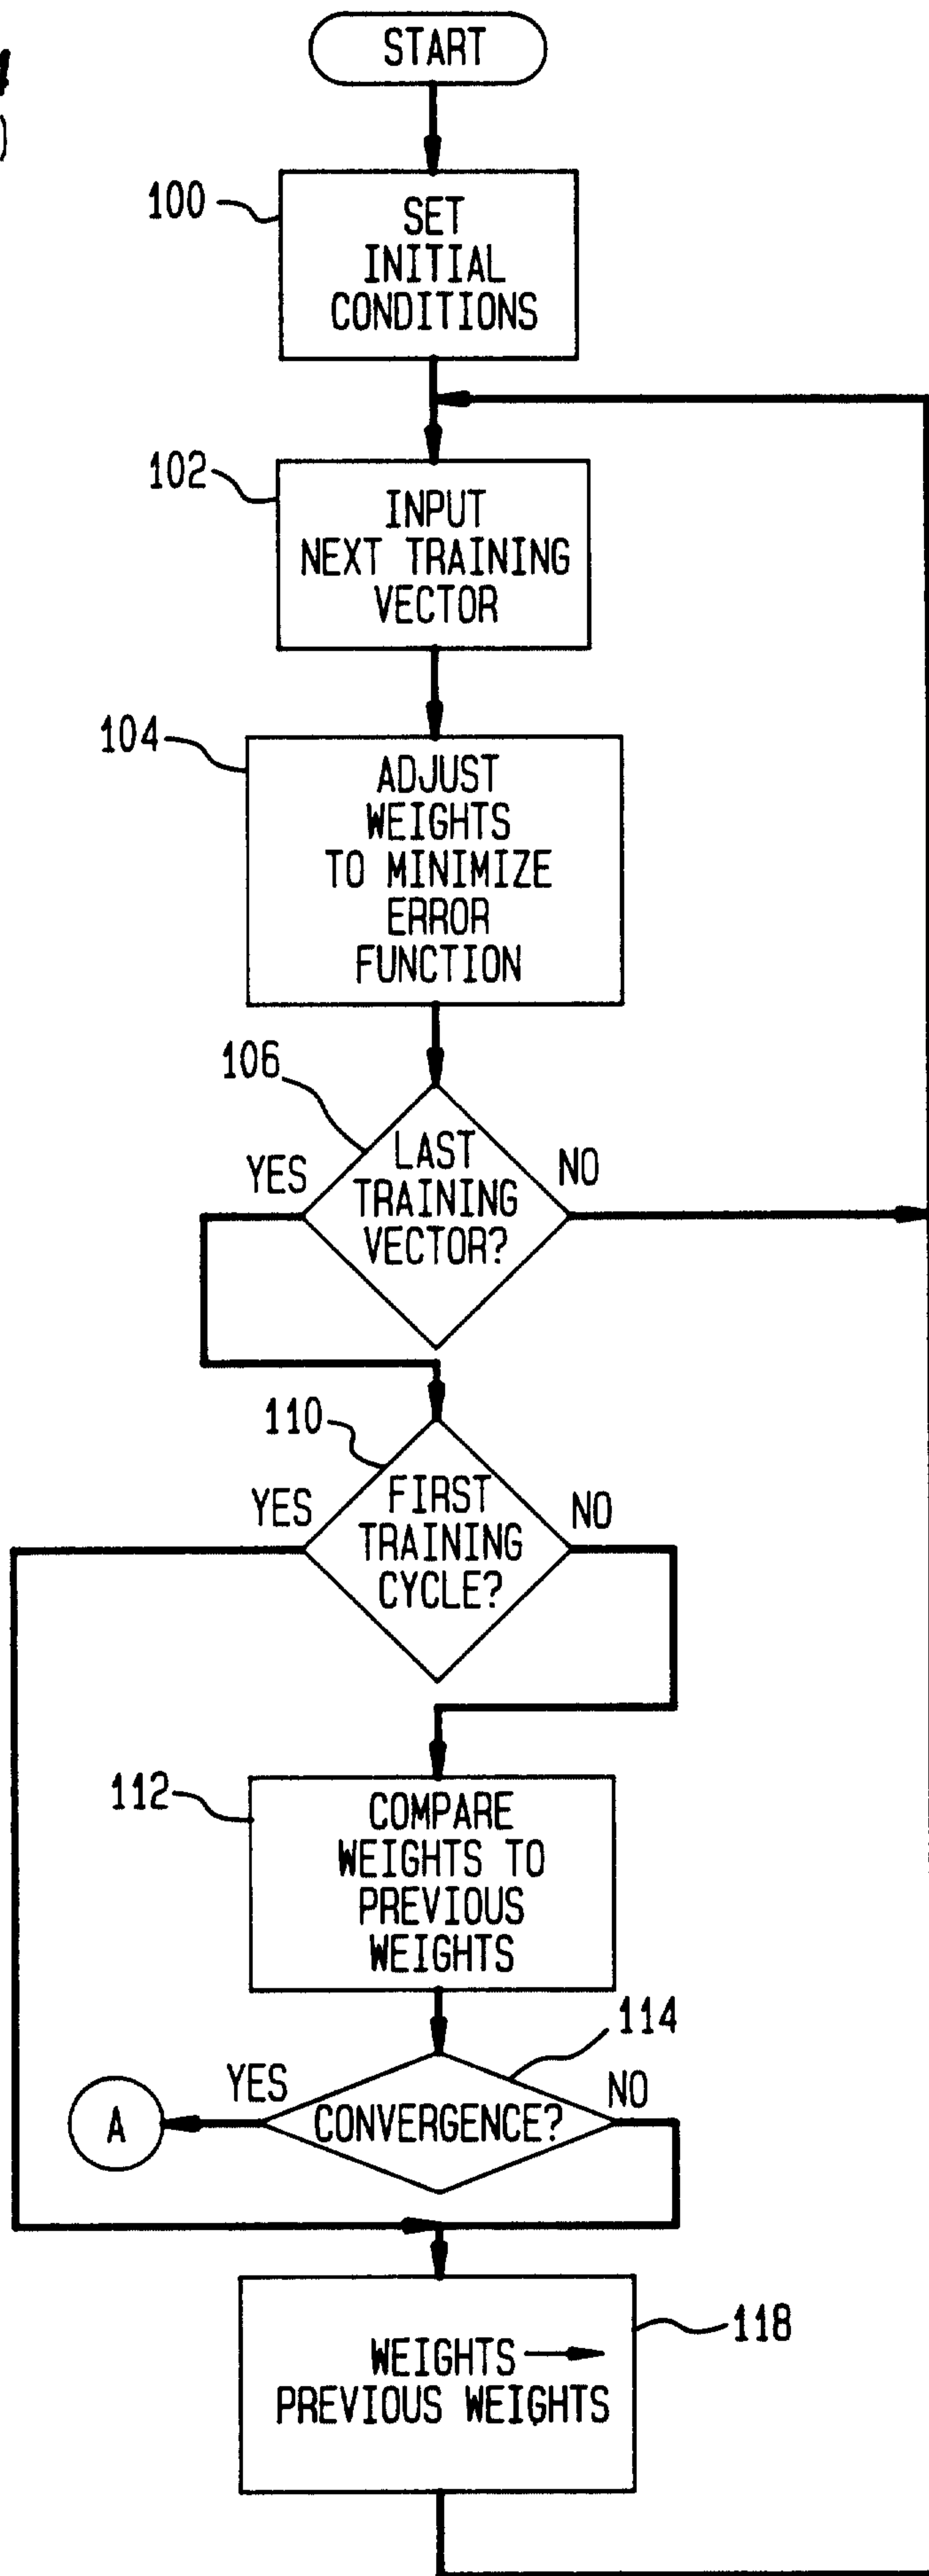 START
100
SET
INITIAL
CONDITIONS
102
INPUT
NEXT TRAINING
VECTOR
104
ADJUST
WEIGHTS
TO MINIMIZE
ERROR
FUNCTION
106
YES
LAST
TRAINING
VECTOR?
NO
110
YES
FIRST
TRAINING
CYCLE?
NO
112
COMPARE
WEIGHTS TO
PREVIOUS
WEIGHTS
114
YES
NO
A
CONVERGENCE?
118
WEIGHTS →
PREVIOUS WEIGHTS